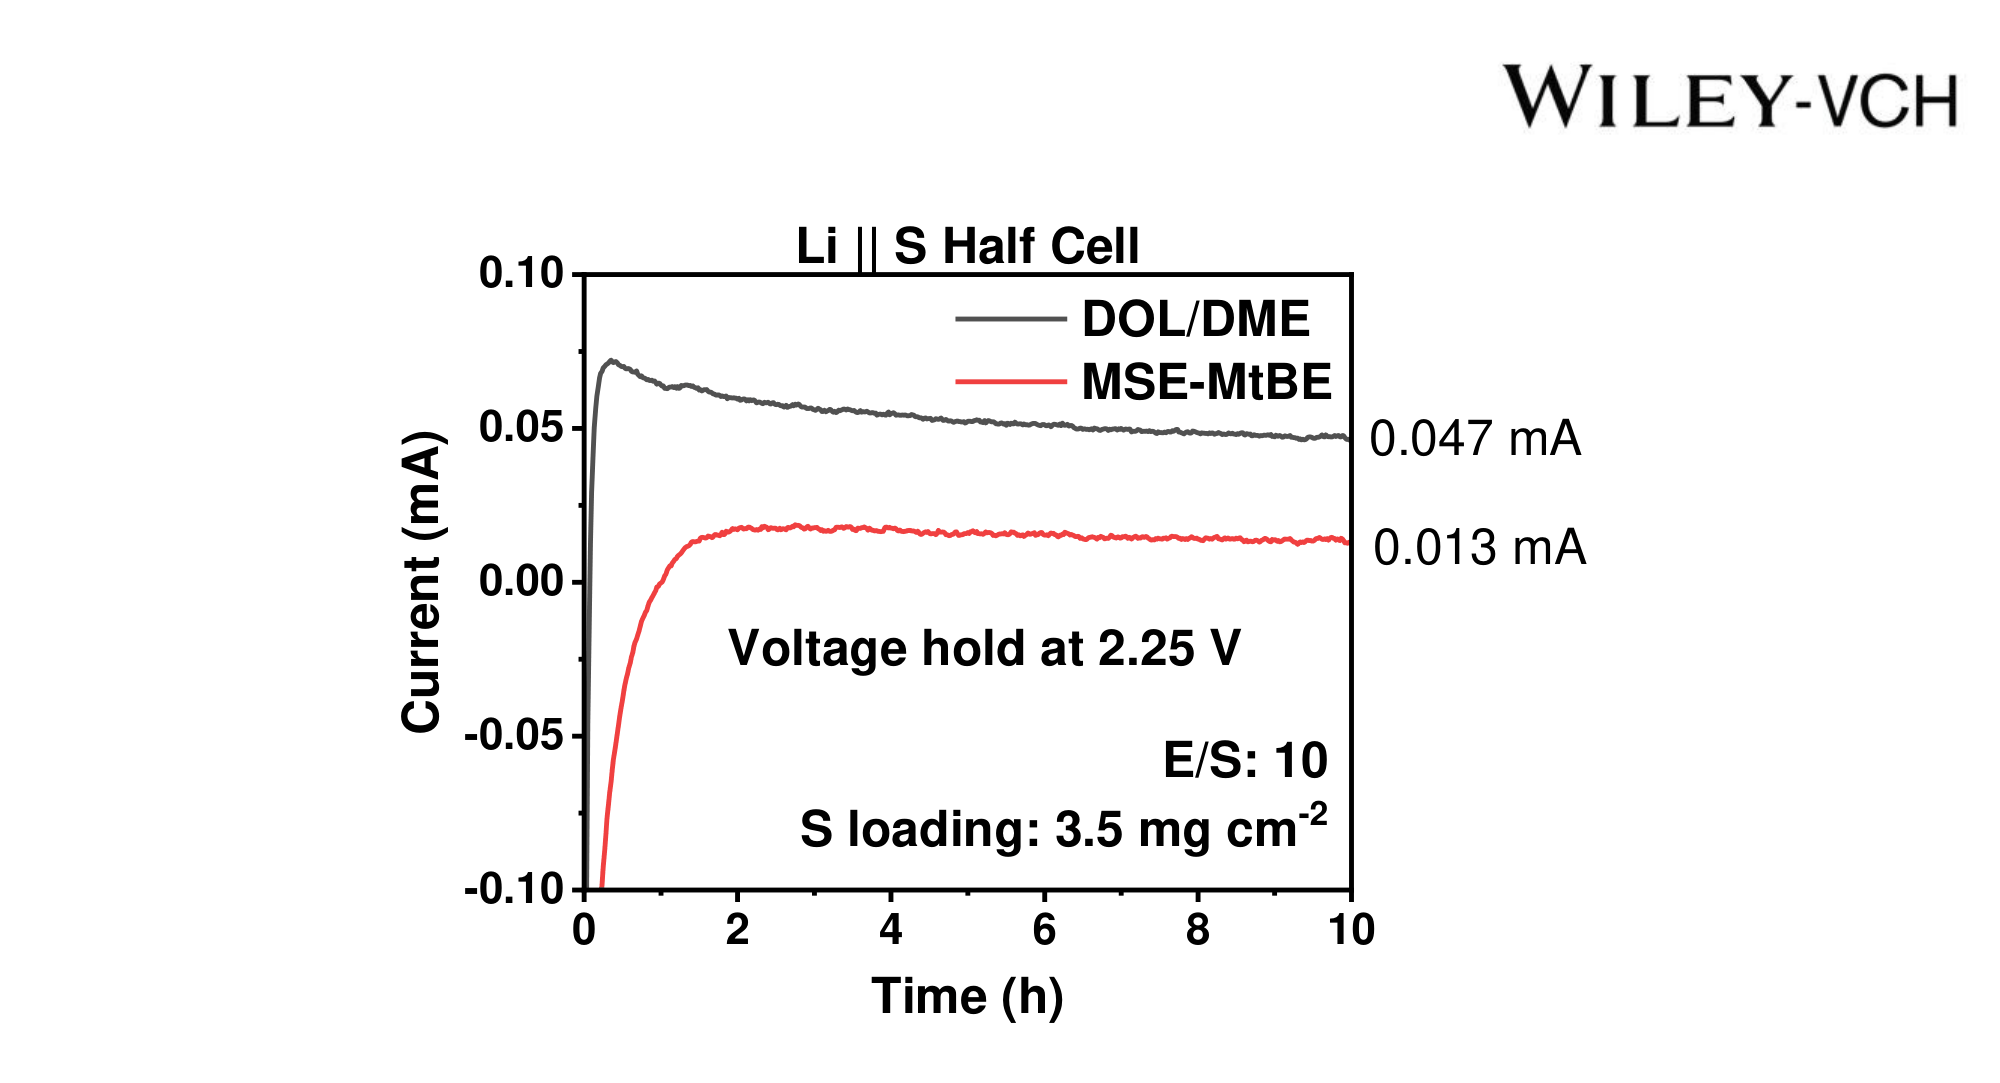 WILEY-VCH
Li || S Half Cell
0.10
0.05
0.00
-0.05
-0.10
Current (mA)
DOL/DME
MSE-MtBE
0.047 mA
0.013 mA
Voltage hold at 2.25 V
E/S: 10
S loading: 3.5 mg cm⁻²
0 2 4 6 8 10
Time (h)